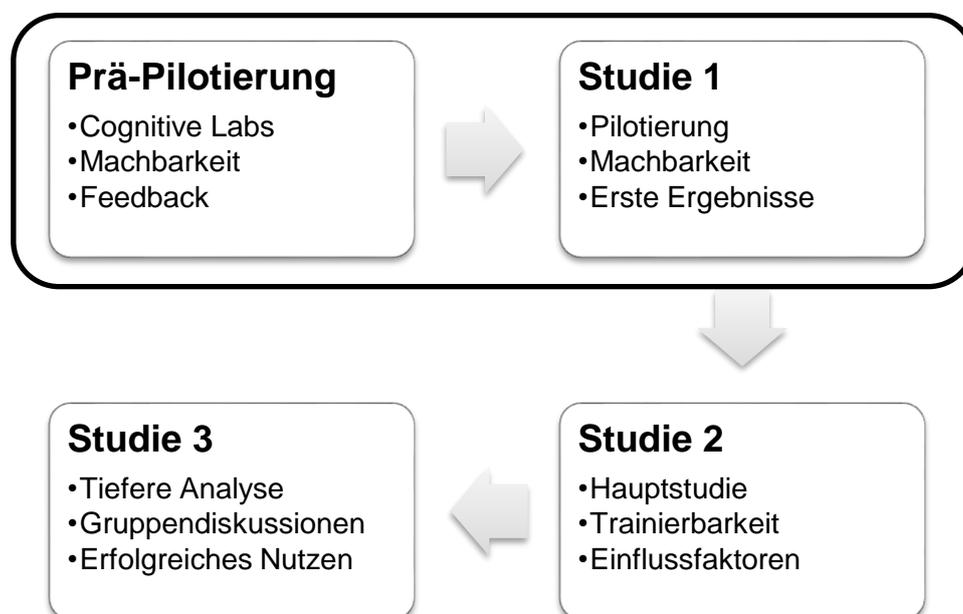 Prä-Pilotierung
•Cognitive Labs
•Machbarkeit
•Feedback
Studie 1
•Pilotierung
•Machbarkeit
•Erste Ergebnisse
Studie 2
•Hauptstudie
•Trainierbarkeit
•Einflussfaktoren
Studie 3
•Tiefere Analyse
•Gruppendiskussionen
•Erfolgreiches Nutzen